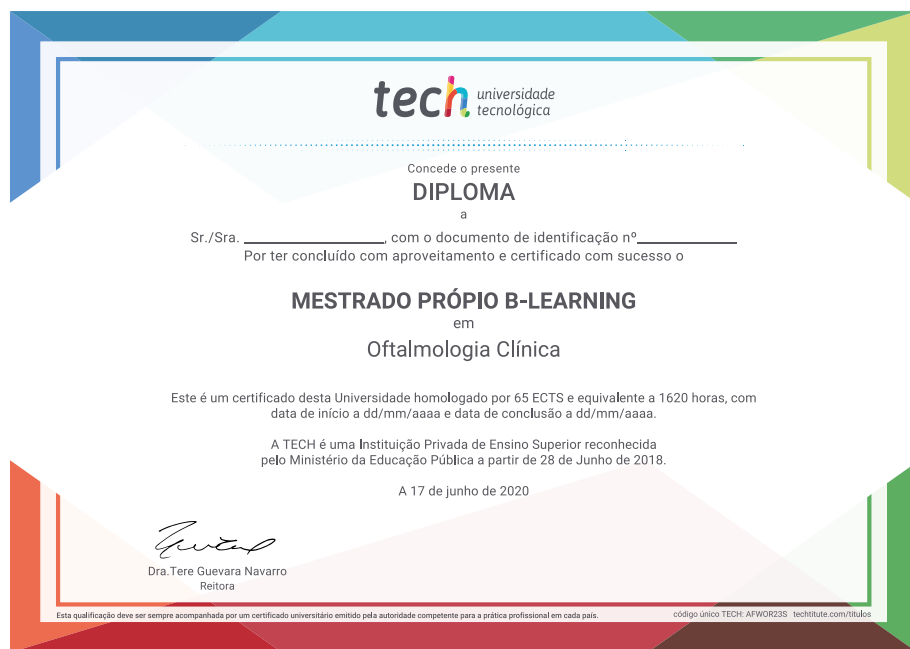 tech universidade
tecnológica
Concede o presente
DIPLOMA
a
Sr./Sra. ____________________, com o documento de identificação nº______________
Por ter concluído com aproveitamento e certificado com sucesso o
MESTRADO PRÓPIO B-LEARNING
em
Oftalmologia Clínica
Este é um certificado desta Universidade homologado por 65 ECTS e equivalente a 1620 horas, com
data de início a dd/mm/aaaa e data de conclusão a dd/mm/aaaa.
A TECH é uma Instituição Privada de Ensino Superior reconhecida
pelo Ministério da Educação Pública a partir de 28 de Junho de 2018.
A 17 de junho de 2020
Dra.Tere Guevara Navarro
Reitora
Esta qualificação deve ser sempre acompanhada por um certificado universitário emitido pela autoridade competente para a prática profissional em cada país.
código único TECH: AFWOR23S techtitute.com/titulos